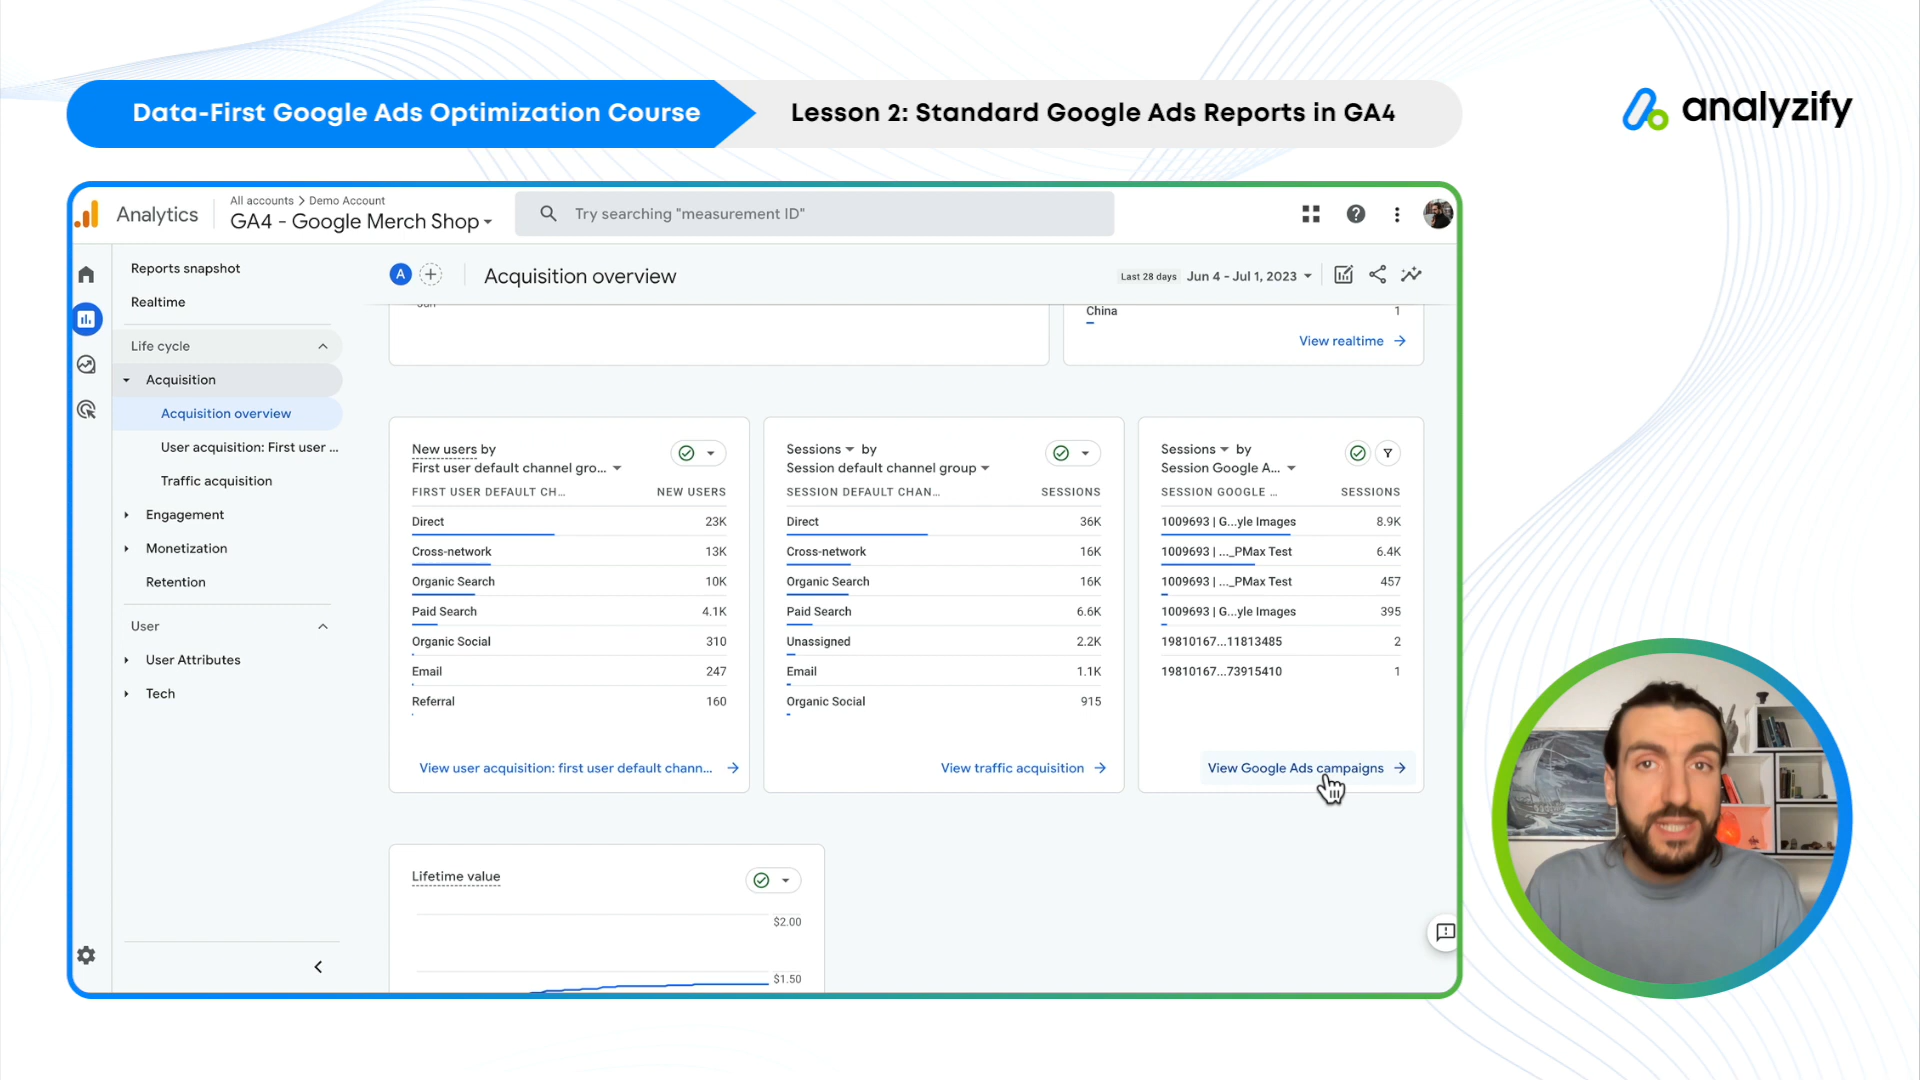 Data-First Google Ads Optimization Course
Lesson 2: Standard Google Ads Reports in GA4
analyzify
Analytics
All accounts > Demo Account
GA4 - Google Merch Shop
Try searching "measurement ID"
Reports snapshot
Realtime
Life cycle
Acquisition
Acquisition overview
User acquisition: First user ...
Traffic acquisition
Engagement
Monetization
Retention
User
User Attributes
Tech
A
Acquisition overview
Last 28 days Jun 4 - Jul 1, 2023
China 1
View realtime
New users by
First user default channel gro...
FIRST USER DEFAULT CH... NEW USERS
Direct 23K
Cross-network 13K
Organic Search 10K
Paid Search 4.1K
Organic Social 310
Email 247
Referral 160
View user acquisition: first user default chann...
Sessions by
Session default channel group
SESSION DEFAULT CHAN... SESSIONS
Direct 36K
Cross-network 16K
Organic Search 16K
Paid Search 6.6K
Unassigned 2.2K
Email 1.1K
Organic Social 915
View traffic acquisition
Sessions by
Session Google A...
SESSION GOOGLE ... SESSIONS
1009693 | G...yle Images 8.9K
1009693 | ..._PMax Test 6.4K
1009693 | ..._PMax Test 457
1009693 | G...yle Images 395
19810167...11813485 2
19810167...73915410 1
View Google Ads campaigns
Lifetime value
$2.00
$1.50